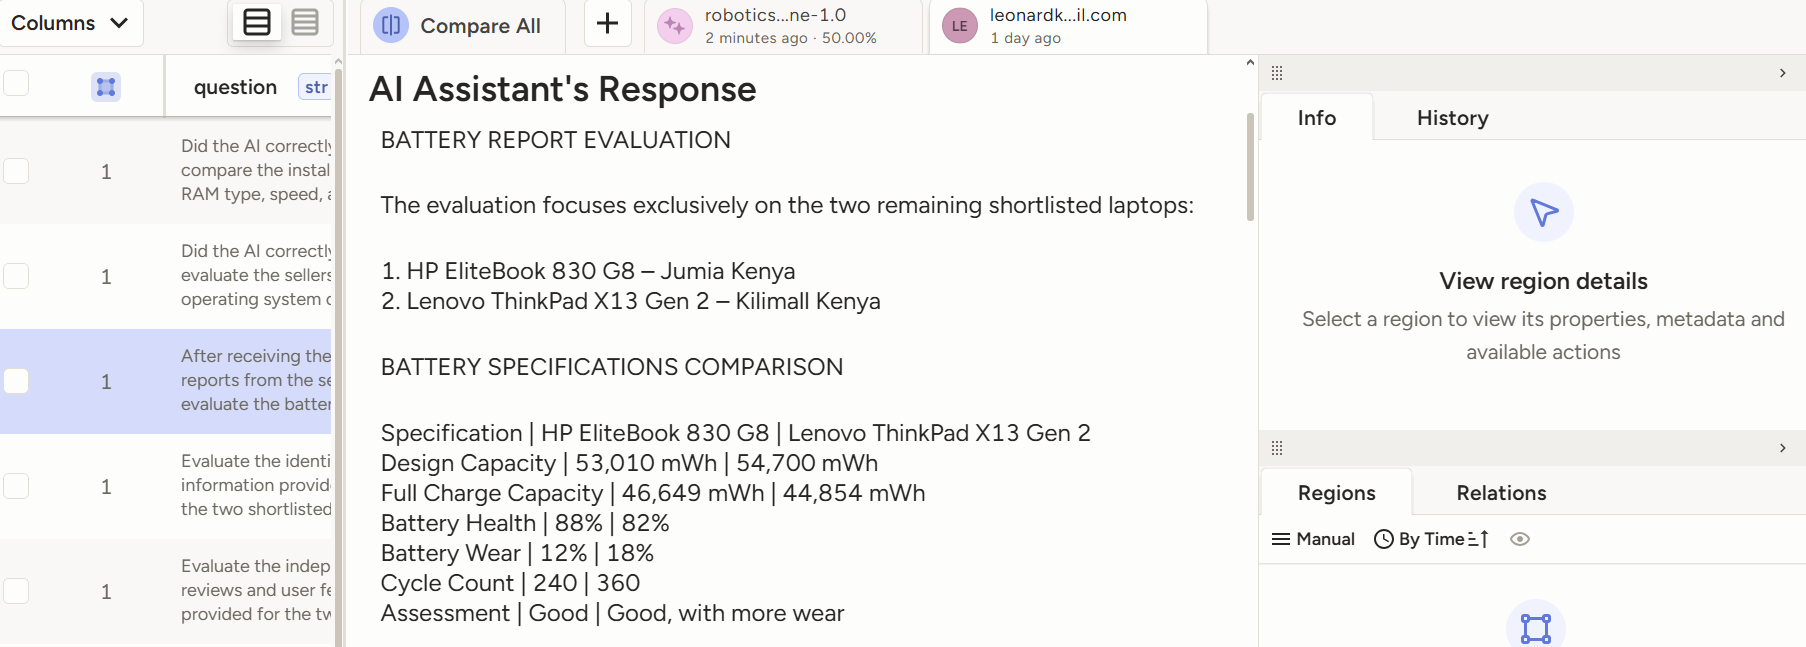 Columns
Compare All
robotics...ne-1.0
2 minutes ago · 50.00%
LE
leonardk...il.com
1 day ago
question
str
1
Did the AI correctly
compare the instal
RAM type, speed,
1
Did the AI correctly
evaluate the sellers
operating system
1
After receiving the
reports from the se
evaluate the batter
1
Evaluate the identi
information provid
the two shortlisted
1
Evaluate the indep
reviews and user fe
provided for the tw
AI Assistant's Response
BATTERY REPORT EVALUATION
The evaluation focuses exclusively on the two remaining shortlisted laptops:
1. HP EliteBook 830 G8 – Jumia Kenya
2. Lenovo ThinkPad X13 Gen 2 – Kilimall Kenya
BATTERY SPECIFICATIONS COMPARISON
Specification | HP EliteBook 830 G8 | Lenovo ThinkPad X13 Gen 2
Design Capacity | 53,010 mWh | 54,700 mWh
Full Charge Capacity | 46,649 mWh | 44,854 mWh
Battery Health | 88% | 82%
Battery Wear | 12% | 18%
Cycle Count | 240 | 360
Assessment | Good | Good, with more wear
Info
History
View region details
Select a region to view its properties, metadata and
available actions
Regions
Relations
Manual
By Time